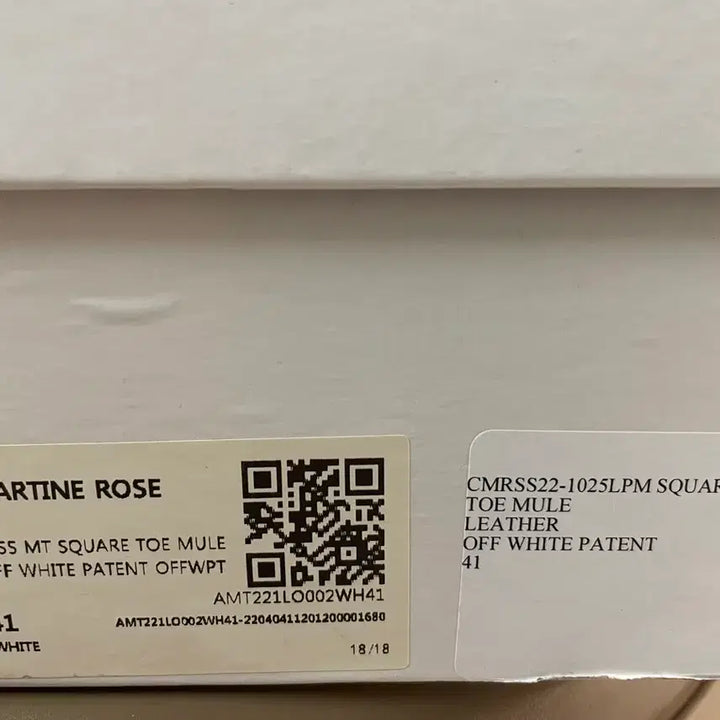 ARTINE ROSE
SS MT SQUARE TOE MULE
FF WHITE PATENT OFFWPT
AMT221LO002WH41
41
AMT221LO002WH41-22040411201200001680
WHITE
18/18
CMRSS22-1025LPM SQUAR
TOE MULE
LEATHER
OFF WHITE PATENT
41